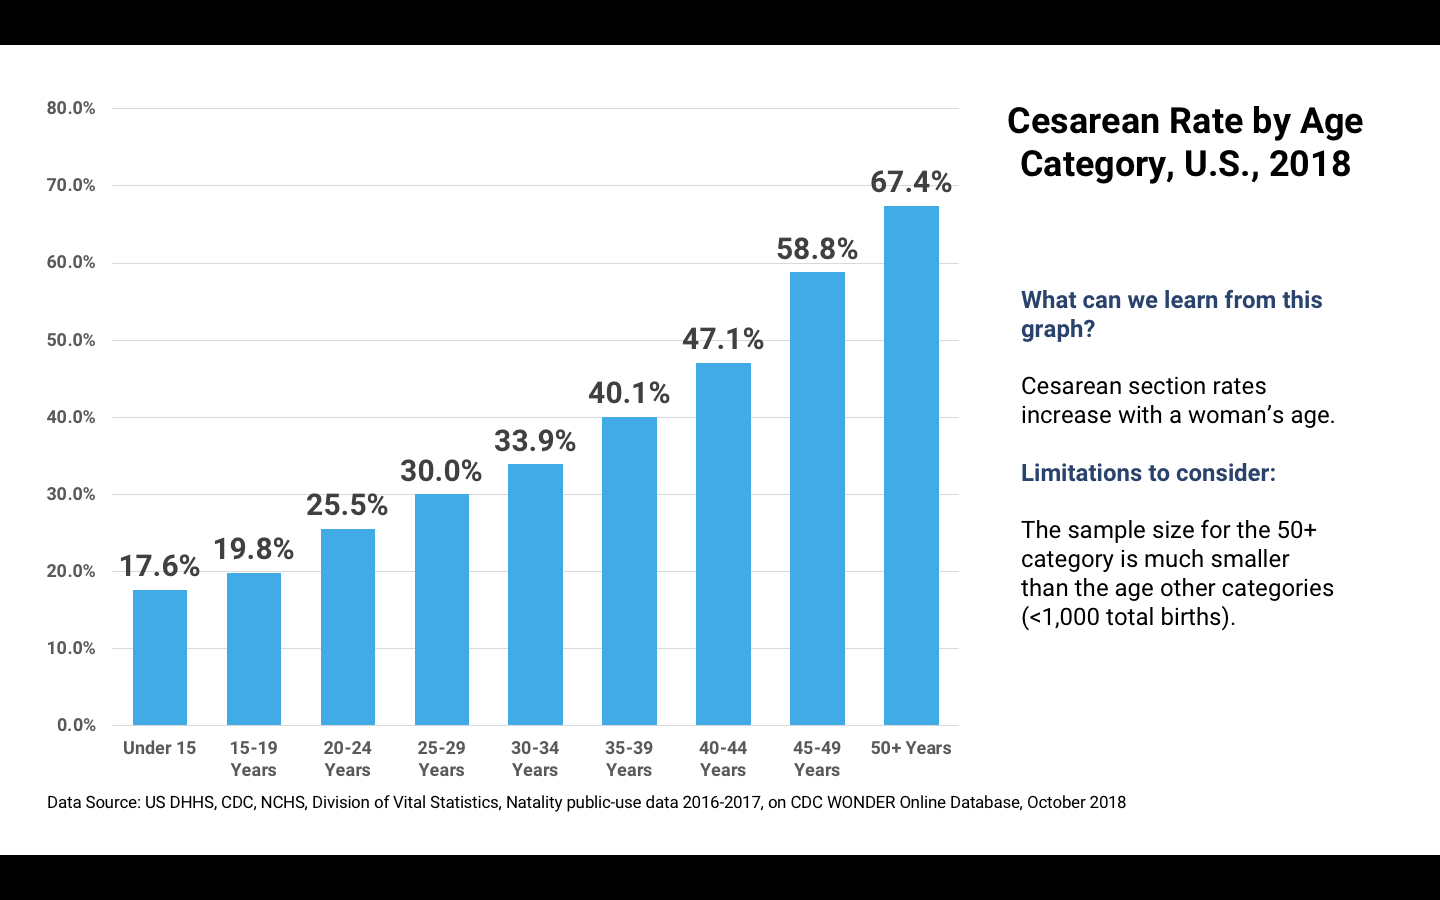 Cesarean Rate by Age
Category, U.S., 2018
80.0%
70.0%
60.0%
50.0%
40.0%
30.0%
20.0%
10.0%
0.0%
17.6%
19.8%
25.5%
30.0%
33.9%
40.1%
47.1%
58.8%
67.4%
Under 15
15-19
Years
20-24
Years
25-29
Years
30-34
Years
35-39
Years
40-44
Years
45-49
Years
50+ Years
What can we learn from this
graph?
Cesarean section rates
increase with a woman’s age.
Limitations to consider:
The sample size for the 50+
category is much smaller
than the age other categories
(<1,000 total births).
Data Source: US DHHS, CDC, NCHS, Division of Vital Statistics, Natality public-use data 2016-2017, on CDC WONDER Online Database, October 2018